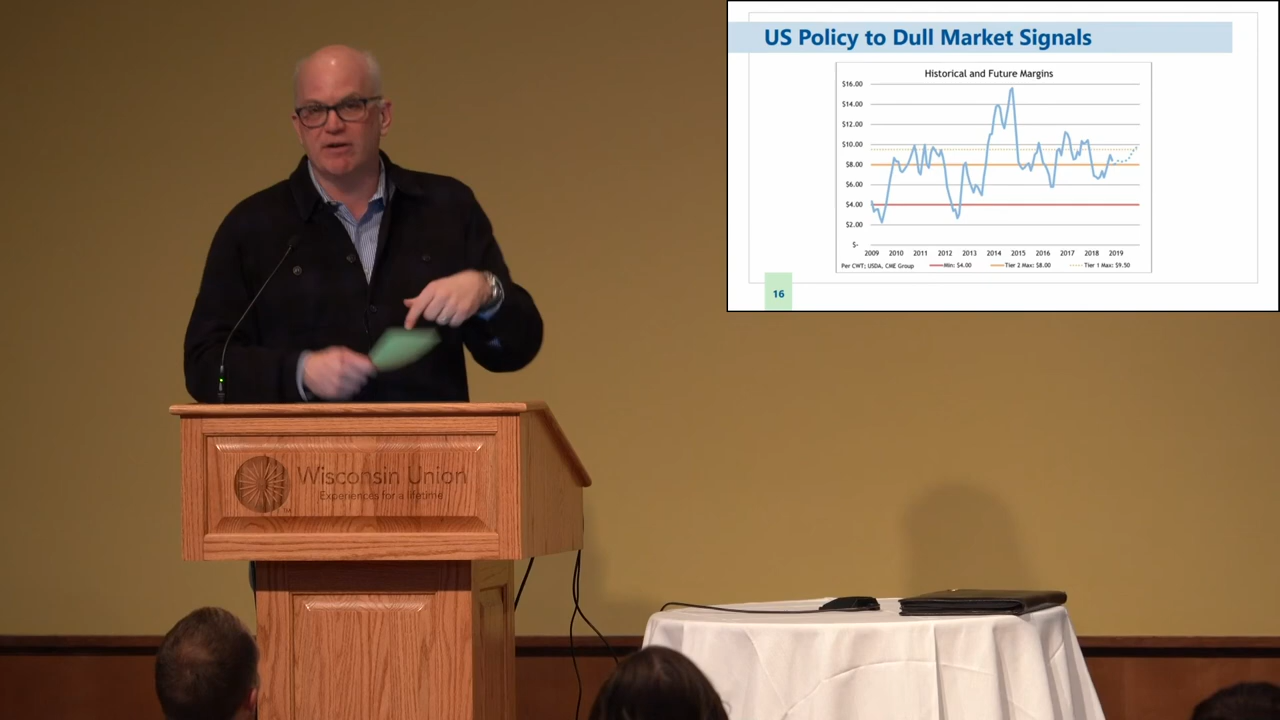 US Policy to Dull Market Signals
Historical and Future Margins
$16.00
$14.00
$12.00
$10.00
$8.00
$6.00
$4.00
$2.00
$-
2009 2010 2011 2012 2013 2014 2015 2016 2017 2018 2019
Per CWT; USDA, CME Group Min: $4.00 Tier 2 Max: $8.00 Tier 1 Max: $9.50
16
Wisconsin Union
Experiences for a lifetime
TM